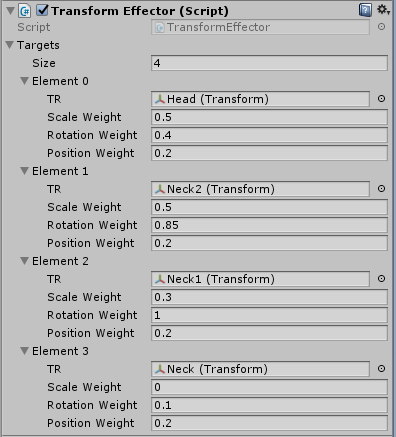 Transform Effector (Script)
Script TransformEffector
Targets
Size 4
Element 0
TR Head (Transform)
Scale Weight 0.5
Rotation Weight 0.4
Position Weight 0.2
Element 1
TR Neck2 (Transform)
Scale Weight 0.5
Rotation Weight 0.85
Position Weight 0.2
Element 2
TR Neck1 (Transform)
Scale Weight 0.3
Rotation Weight 1
Position Weight 0.2
Element 3
TR Neck (Transform)
Scale Weight 0
Rotation Weight 0.1
Position Weight 0.2